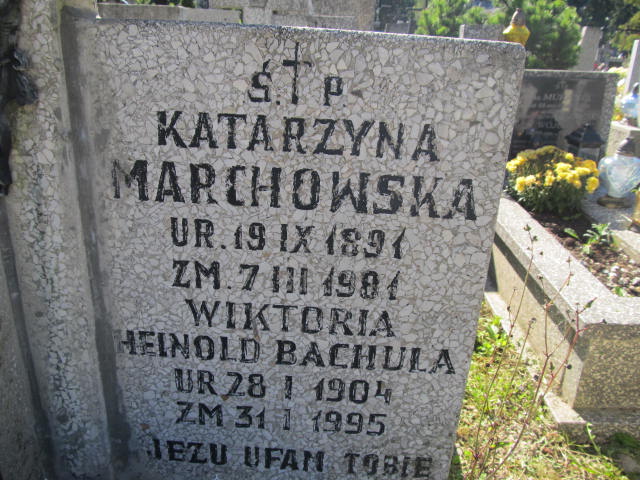 Ś.†P.
KATARZYNA
MARCHOWSKA
UR.19 IX 1891
ZM.7 III 1981
WIKTORIA
HEINOLD BACHULA
UR 28 I 1904
ZM 31 I 1995
JEZU UFAM TOBIE